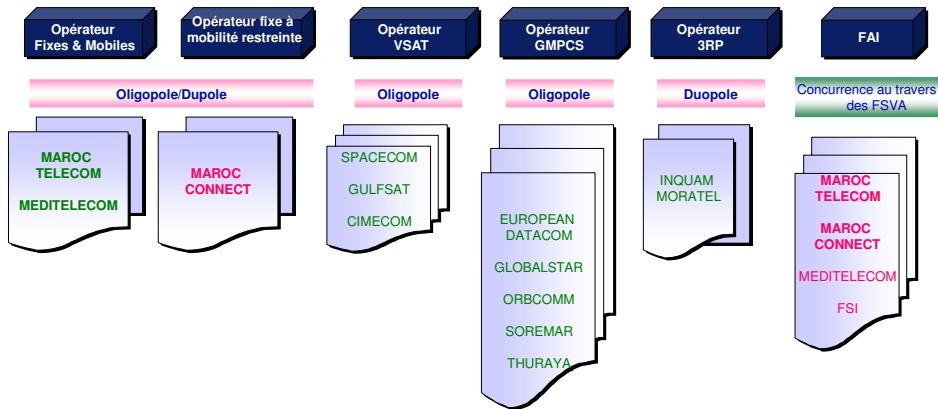 Opérateur
Fixes & Mobiles
Opérateur fixe à
mobilité restreinte
Opérateur
VSAT
Opérateur
GMPCS
Opérateur
3RP
FAI
Oligopole/Dupole
Oligopole
Oligopole
Duopole
Concurrence au travers
des FSVA
MAROC
TELECOM
MEDITELECOM
MAROC
CONNECT
SPACECOM
GULFSAT
CIMECOM
EUROPEAN
DATACOM
GLOBALSTAR
ORBCOMM
SOREMAR
THURAYA
INQUAM
MORATEL
MAROC
TELECOM
MAROC
CONNECT
MEDITELECOM
FSI